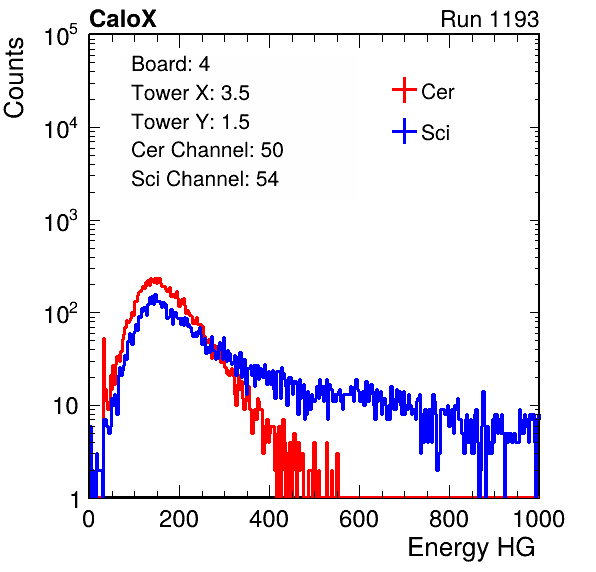 CaloX Run 1193
Counts
Board: 4
Tower X: 3.5
Tower Y: 1.5
Cer Channel: 50
Sci Channel: 54
Cer
Sci
10^5
10^4
10^3
10^2
10
1
0 200 400 600 800 1000
Energy HG